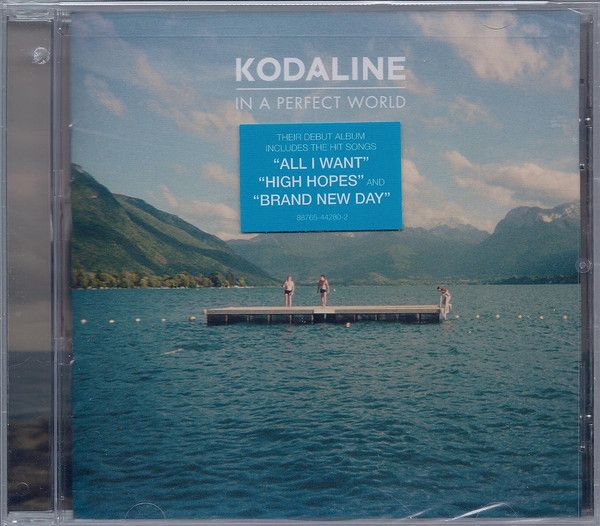 KODALINE
IN A PERFECT WORLD
THEIR DEBUT ALBUM
INCLUDES THE HIT SONGS
"ALL I WANT"
"HIGH HOPES" AND
"BRAND NEW DAY"
88765-44280-2